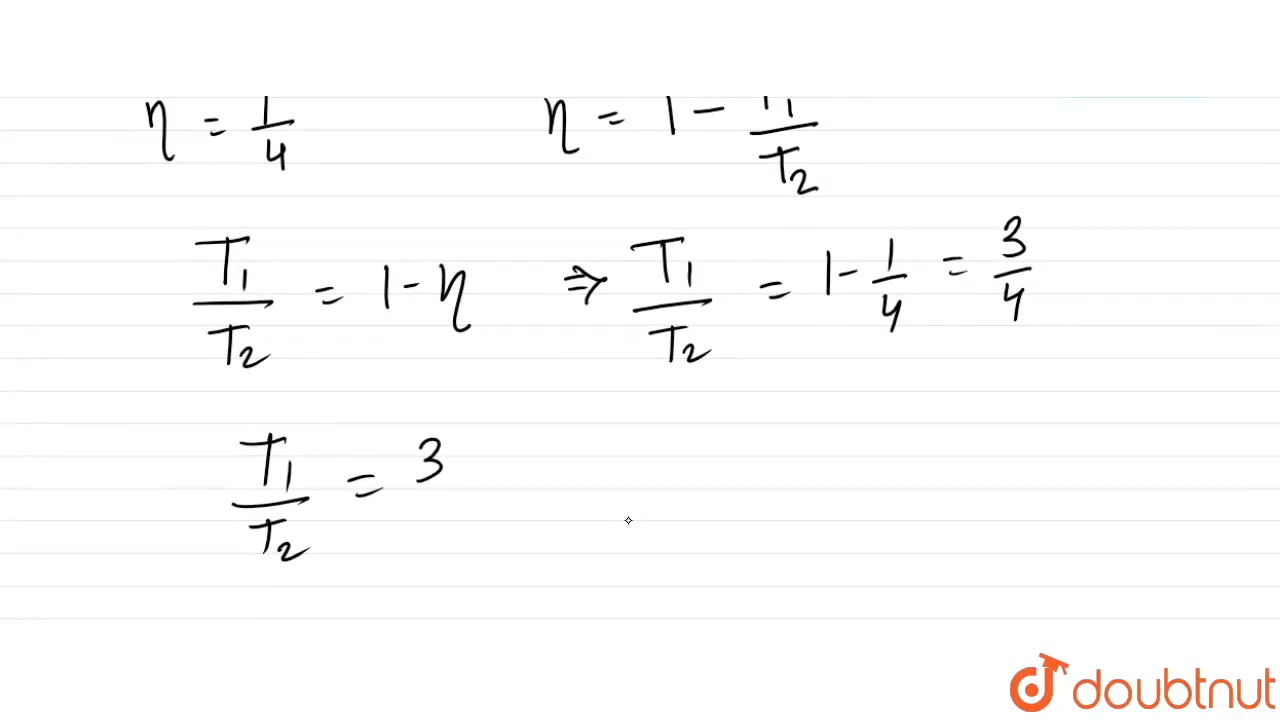 η = 1/4    η = 1 - T1/T2
T1/T2 = 1 - η ⇒ T1/T2 = 1 - 1/4 = 3/4
T1/T2 = 3
doubtnut